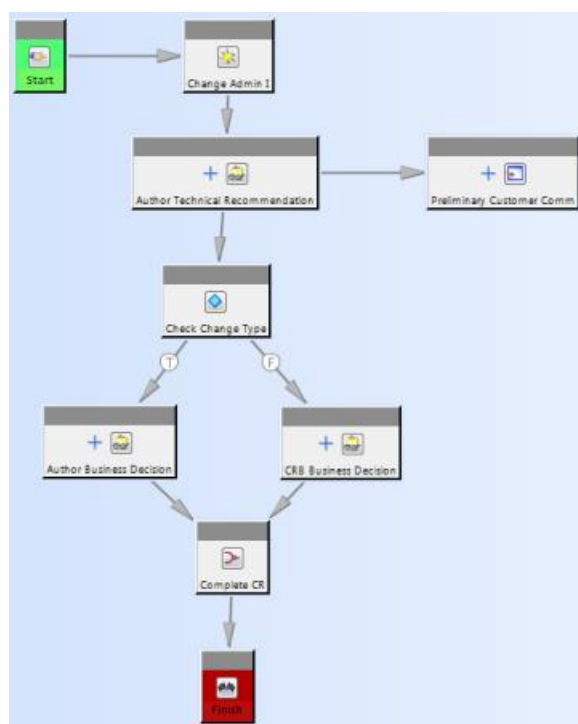 Start
Change Admin I
Author Technical Recommendation
Preliminary Customer Comm
Check Change Type
T
F
Author Business Decision
CRB Business Decision
Complete CR
Finish